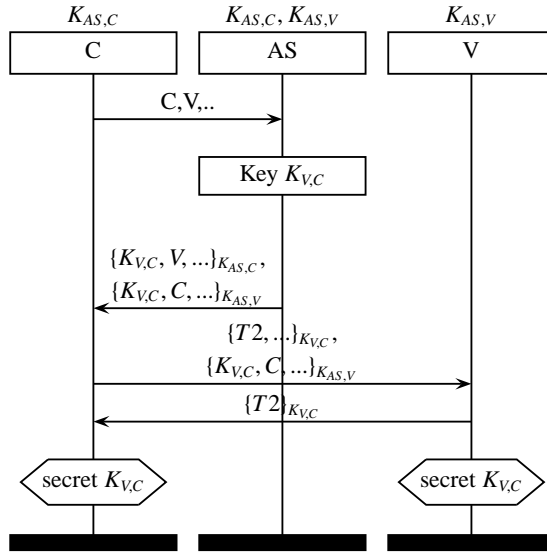 K_{AS,C} K_{AS,C}, K_{AS,V} K_{AS,V}
C AS V
C,V,..
Key K_{V,C}
{K_{V,C}, V, ...}_{K_{AS,C}},
{K_{V,C}, C, ...}_{K_{AS,V}}
{T2, ...}_{K_{V,C}},
{K_{V,C}, C, ...}_{K_{AS,V}}
{T2}_{K_{V,C}}
secret K_{V,C} secret K_{V,C}